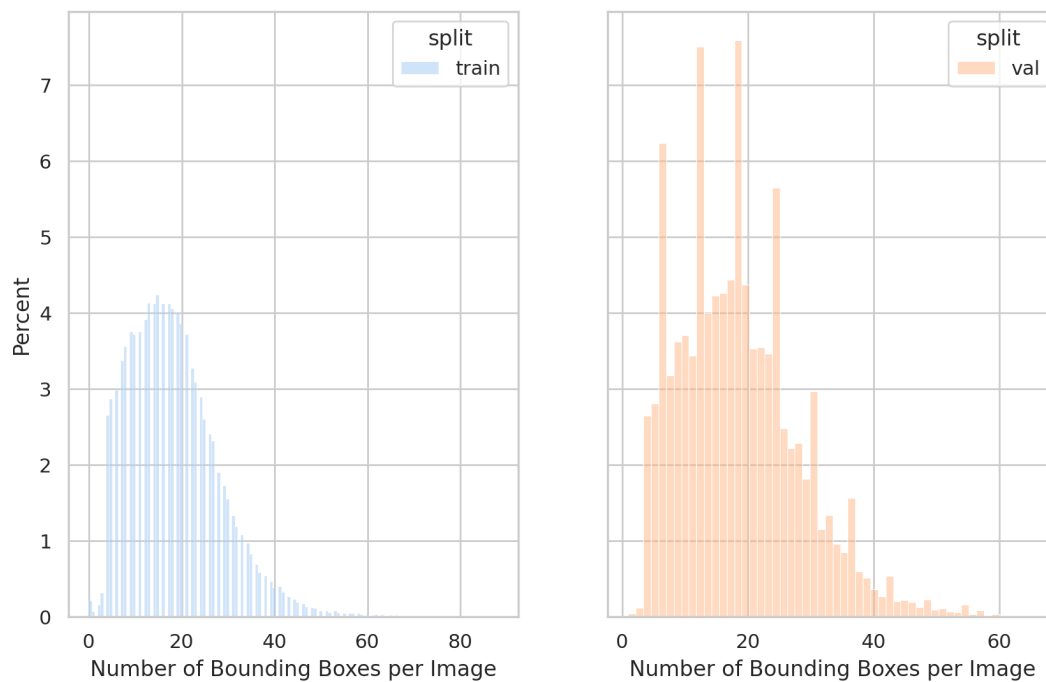 split
train
7
6
5
4
3
2
1
0
Percent
0 20 40 60 80
Number of Bounding Boxes per Image
split
val
0 20 40 60
Number of Bounding Boxes per Image